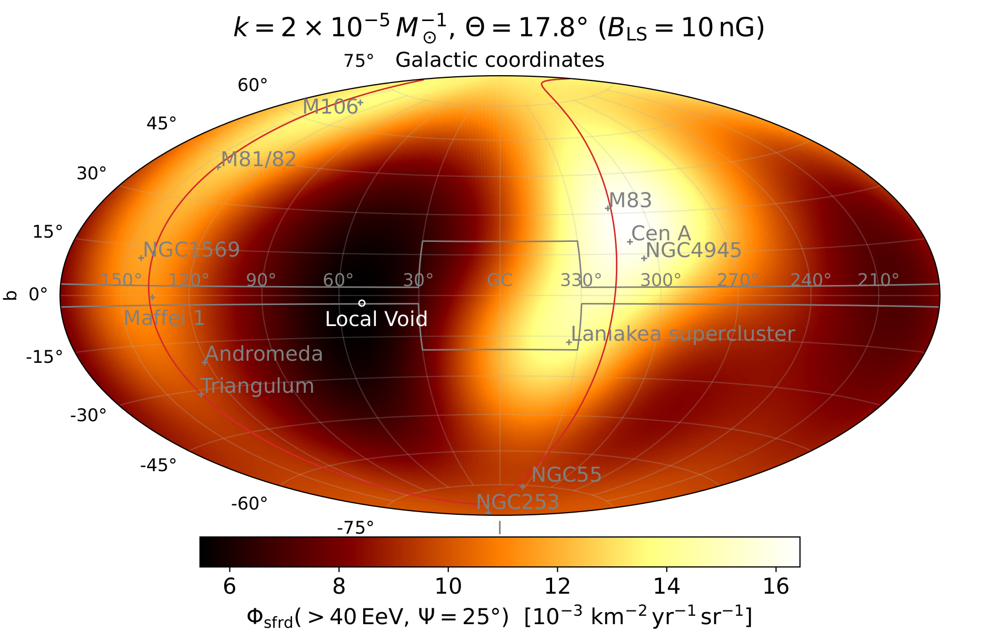 k = 2 × 10⁻⁵ M⊙⁻¹, Θ = 17.8° (B_LS = 10 nG)
75° Galactic coordinates
60°
M106
45°
M81/82
30°
M83
15°
Cen A
NGC1569
NGC4945
150° 120° 90° 60° 30° GC 330° 300° 270° 240° 210°
b 0°
Maffei 1
Local Void
Laniakea supercluster
-15°
Andromeda
Triangulum
-30°
-45°
NGC55
-60°
NGC253
-75°
l
6 8 10 12 14 16
Φ_sfrd(>40 EeV, Ψ = 25°) [10⁻³ km⁻² yr⁻¹ sr⁻¹]